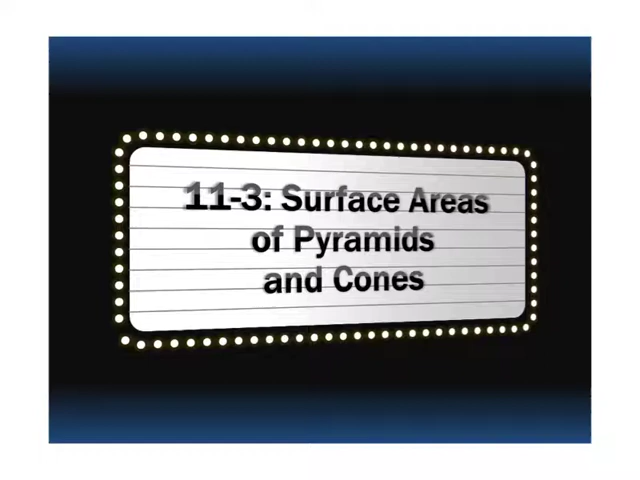 11-3: Surface Areas
of Pyramids
and Cones